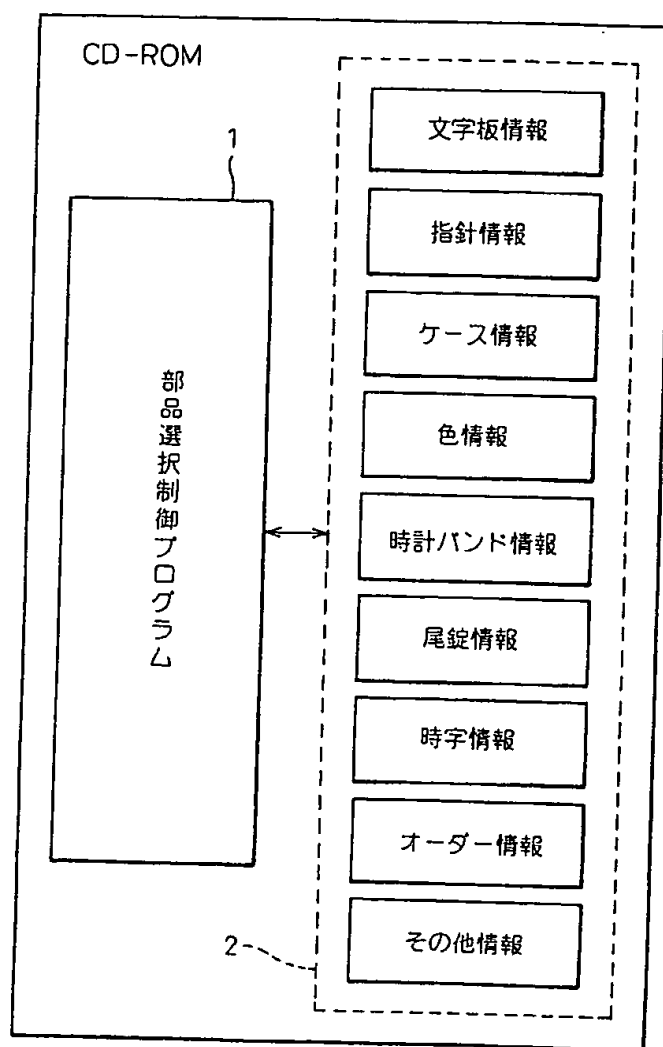 CD-ROM
1
部品選択制御プログラム
文字板情報
指針情報
ケース情報
色情報
時計バンド情報
尾錠情報
時字情報
オーダー情報
その他情報
2